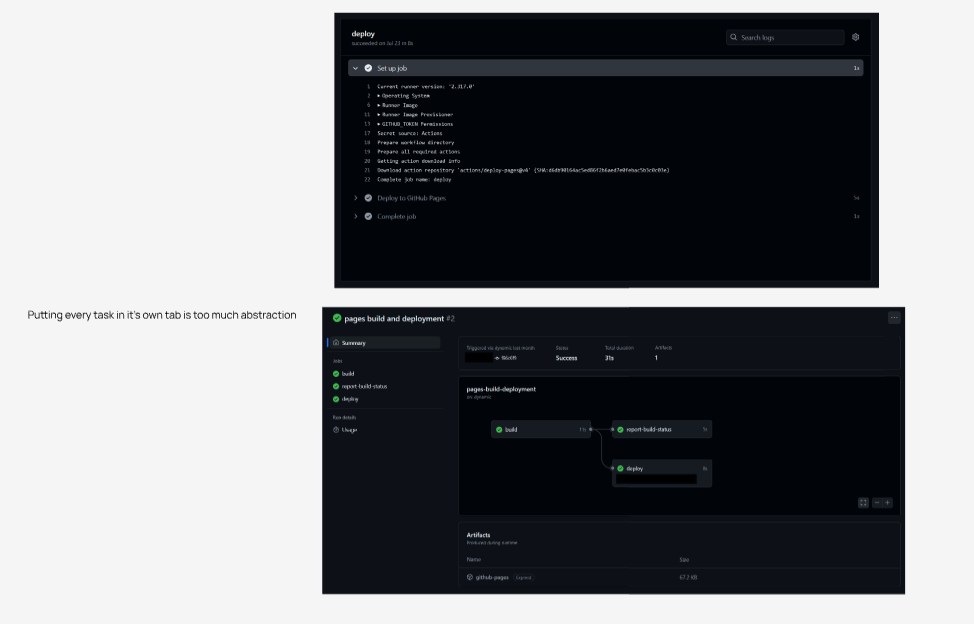 deploy
succeeded on Jul 23 in 8s
Search logs
Set up job
1s
1 Current runner version: '2.317.0'
2 ▸ Operating System
6 ▸ Runner Image
11 ▸ Runner Image Provisioner
13 ▸ GITHUB_TOKEN Permissions
17 Secret source: Actions
18 Prepare workflow directory
19 Prepare all required actions
20 Getting action download info
21 Download action repository 'actions/deploy-pages@v4'
22 Complete job name: deploy
Deploy to GitHub Pages
5s
Complete job
1s
Putting every task in it's own tab is too much abstraction
pages build and deployment #2
Summary
Jobs
build
report-build-status
deploy
Run details
Usage
Triggered via dynamic last month
Status
Total duration
Artifacts
Success
31s
1
pages-build-deployment
on: dynamic
build
11s
report-build-status
5s
deploy
8s
Artifacts
Produced during runtime
Name
Size
github-pages
Expired
67.2 KB